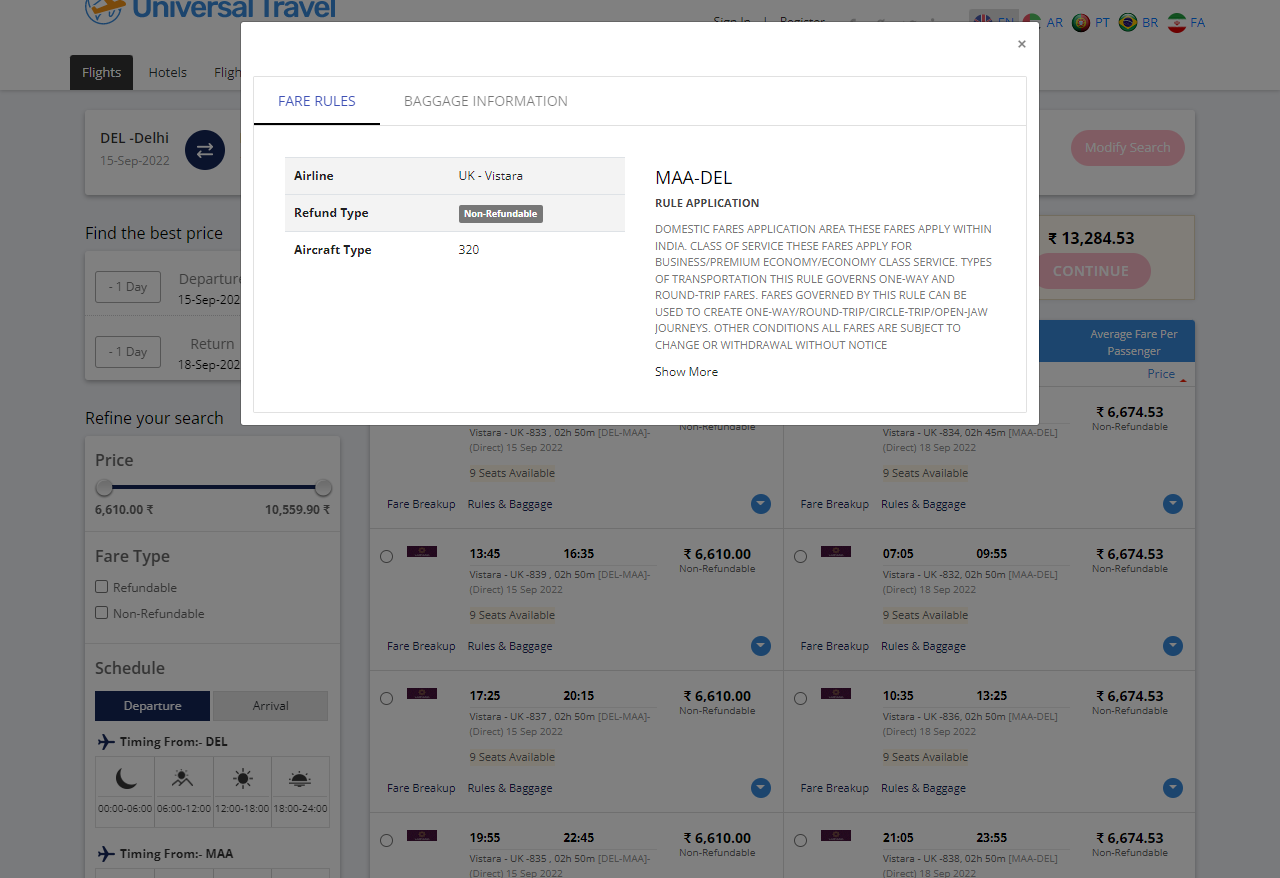 Universal Travel
Sign In | Register
EN AR PT BR FA
Flights Hotels Fligh
×
FARE RULES BAGGAGE INFORMATION
Airline UK - Vistara
Refund Type Non-Refundable
Aircraft Type 320
MAA-DEL
RULE APPLICATION
DOMESTIC FARES APPLICATION AREA THESE FARES APPLY WITHIN
INDIA. CLASS OF SERVICE THESE FARES APPLY FOR
BUSINESS/PREMIUM ECONOMY/ECONOMY CLASS SERVICE. TYPES
OF TRANSPORTATION THIS RULE GOVERNS ONE-WAY AND
ROUND-TRIP FARES. FARES GOVERNED BY THIS RULE CAN BE
USED TO CREATE ONE-WAY/ROUND-TRIP/CIRCLE-TRIP/OPEN-JAW
JOURNEYS. OTHER CONDITIONS ALL FARES ARE SUBJECT TO
CHANGE OR WITHDRAWAL WITHOUT NOTICE
Show More
DEL -Delhi
15-Sep-2022
Modify Search
Find the best price
- 1 Day Departure
15-Sep-202
- 1 Day Return
18-Sep-202
₹ 13,284.53
CONTINUE
Average Fare Per
Passenger
Price
Refine your search
Price
6,610.00 ₹ 10,559.90 ₹
Fare Type
Refundable
Non-Refundable
Schedule
Departure Arrival
Timing From:- DEL
00:00-06:00 06:00-12:00 12:00-18:00 18:00-24:00
Timing From:- MAA
Non-Refundable
Vistara - UK -833 , 02h 50m [DEL-MAA]-
(Direct) 15 Sep 2022
9 Seats Available
Fare Breakup Rules & Baggage
₹ 6,674.53
Non-Refundable
Vistara - UK -834, 02h 45m [MAA-DEL]
(Direct) 18 Sep 2022
9 Seats Available
Fare Breakup Rules & Baggage
13:45 16:35 ₹ 6,610.00
Non-Refundable
Vistara - UK -839 , 02h 50m [DEL-MAA]-
(Direct) 15 Sep 2022
9 Seats Available
Fare Breakup Rules & Baggage
07:05 09:55 ₹ 6,674.53
Non-Refundable
Vistara - UK -832, 02h 50m [MAA-DEL]
(Direct) 18 Sep 2022
9 Seats Available
Fare Breakup Rules & Baggage
17:25 20:15 ₹ 6,610.00
Non-Refundable
Vistara - UK -837 , 02h 50m [DEL-MAA]-
(Direct) 15 Sep 2022
9 Seats Available
Fare Breakup Rules & Baggage
10:35 13:25 ₹ 6,674.53
Non-Refundable
Vistara - UK -836, 02h 50m [MAA-DEL]
(Direct) 18 Sep 2022
9 Seats Available
Fare Breakup Rules & Baggage
19:55 22:45 ₹ 6,610.00
Non-Refundable
Vistara - UK -835 , 02h 50m [DEL-MAA]-
(Direct) 15 Sep 2022
21:05 23:55 ₹ 6,674.53
Non-Refundable
Vistara - UK -838, 02h 50m [MAA-DEL]
(Direct) 18 Sep 2022